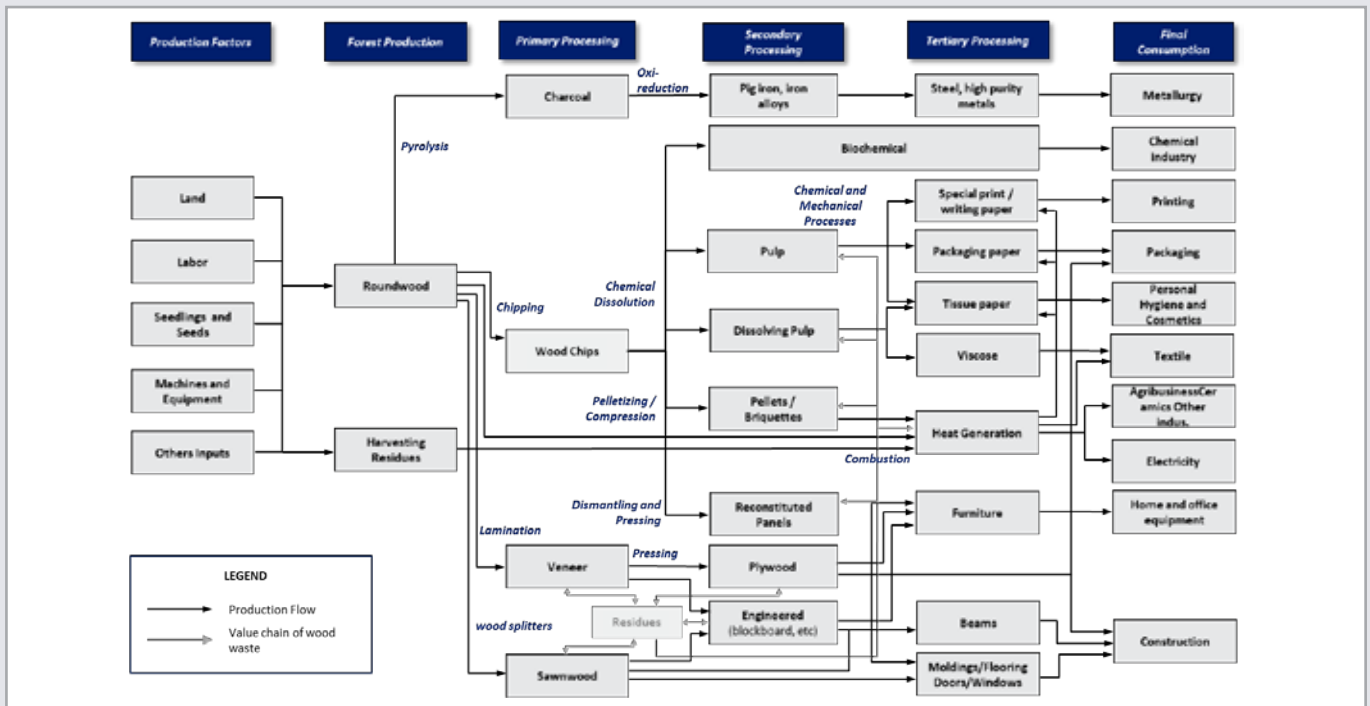 Production Factors
Forest Production
Primary Processing
Secondary
Processing
Tertiary Processing
Final
Consumption
Charcoal
Oxi-
reduction
Pig iron, iron
alloys
Steel, high purity
metals
Metallurgy
Pyrolysis
Biochemical
Chemical
Industry
Land
Labor
Seedlings and
Seeds
Machines and
Equipment
Others Inputs
Roundwood
Harvesting
Residues
Chipping
Wood Chips
Chemical and
Mechanical
Processes
Special print /
writing paper
Printing
Pulp
Packaging paper
Packaging
Chemical
Dissolution
Dissolving Pulp
Tissue paper
Personal
Hygiene and
Cosmetics
Viscose
Textile
Pelletizing /
Compression
Pellets /
Briquettes
Heat Generation
AgribusinessCer
amics Other
indus.
Combustion
Electricity
Dismantling and
Pressing
Reconstituted
Panels
Furniture
Home and office
equipment
Lamination
Veneer
Pressing
Plywood
Residues
wood splitters
Engineered
(blockboard, etc)
Beams
Construction
Sawnwood
Moldings/Flooring
Doors/Windows
LEGEND
Production Flow
Value chain of wood
waste